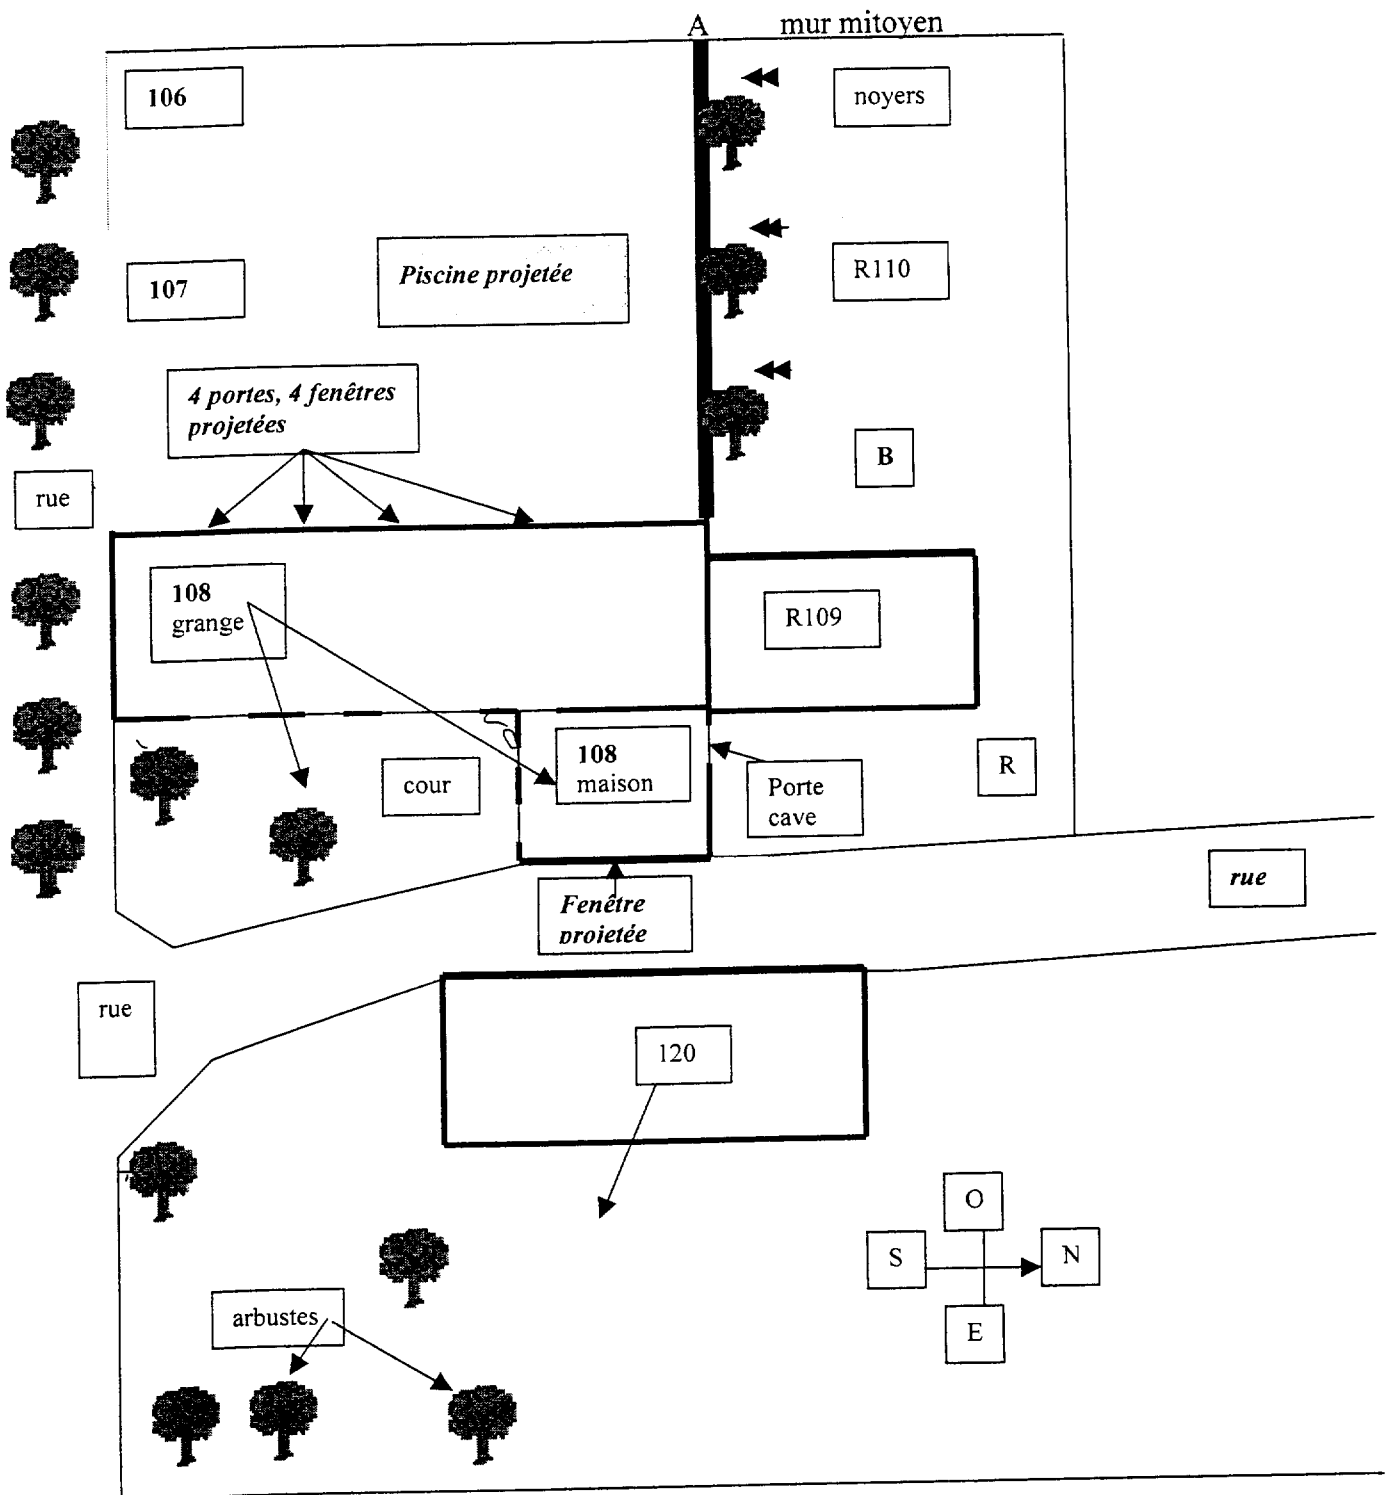 A mur mitoyen
106
noyers
107
Piscine projetée
R110
4 portes, 4 fenêtres
projetées
B
rue
108
grange
R109
108
maison
cour
Porte
cave
R
rue
Fenêtre
projetée
rue
120
O
S
N
E
arbustes